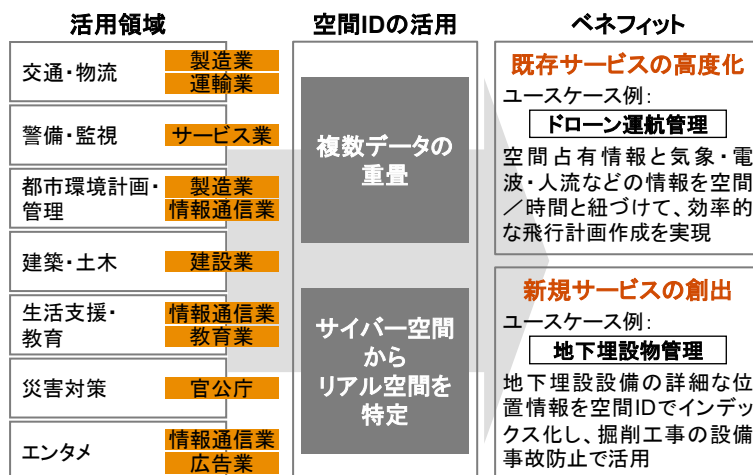 活用領域
交通・物流
製造業
運輸業
警備・監視
サービス業
都市環境計画・
管理
製造業
情報通信業
建築・土木
建設業
生活支援・
教育
情報通信業
教育業
災害対策
官公庁
エンタメ
情報通信業
広告業
空間IDの活用
複数データの
重畳
サイバー空間
から
リアル空間を
特定
ベネフィット
既存サービスの高度化
ユースケース例：
ドローン運航管理
空間占有情報と気象・電
波・人流などの情報を空間
／時間と紐づけて、効率的
な飛行計画作成を実現
新規サービスの創出
ユースケース例：
地下埋設物管理
地下埋設設備の詳細な位
置情報を空間IDでインデッ
クス化し、掘削工事の設備
事故防止で活用